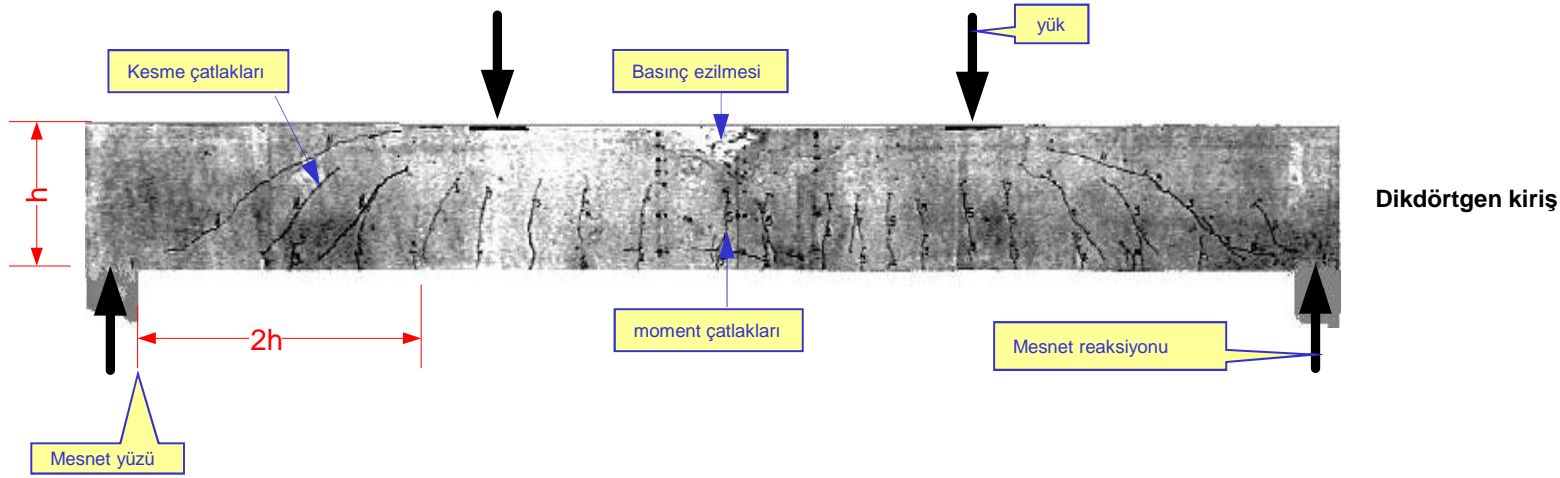 yük
Kesme çatlakları
Basınç ezilmesi
h
Dikdörtgen kiriş
2h
moment çatlakları
Mesnet reaksiyonu
Mesnet yüzü